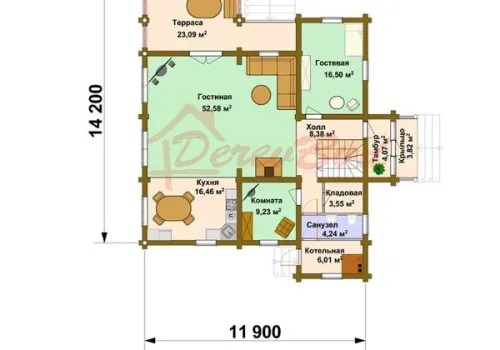 Терраса
23,09 м²
Гостевая
16,50 м²
Гостиная
52,58 м²
14 200
Холл
8,38 м²
Тамбур
4,07 м²
Крыльцо
3,82 м²
Кухня
16,46 м²
Комната
9,23 м²
Кладовая
3,55 м²
Санузел
4,24 м²
Котельная
6,01 м²
11 900